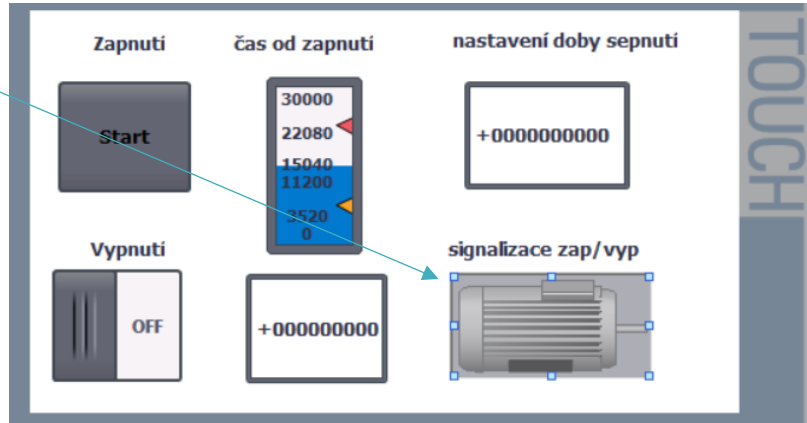 Zapnutí
čas od zapnutí
nastavení doby sepnutí
Start
30000
22080
15040
11200
3520
0
+0000000000
TOUCH
Vypnutí
OFF
+000000000
signalizace zap/vyp